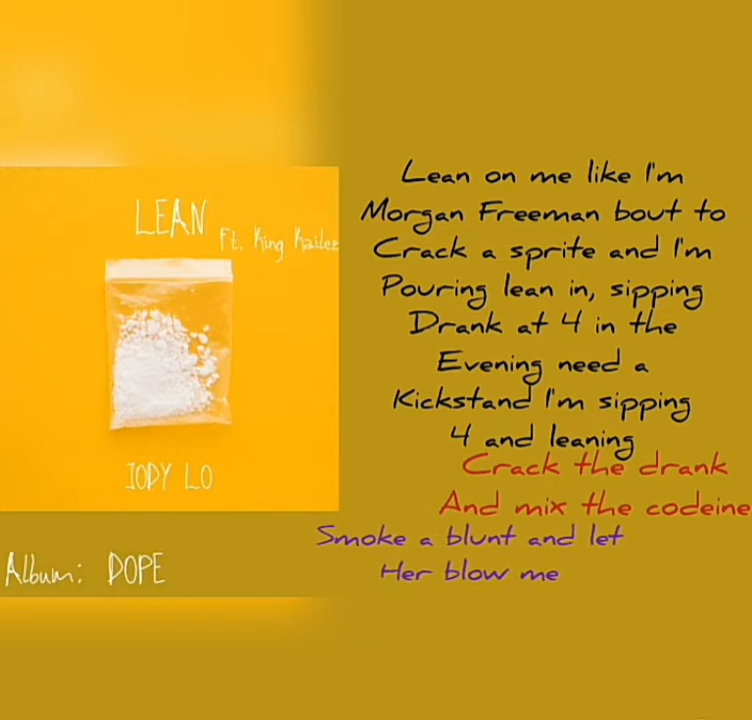 LEAN
Ft. King Kailez
JODY LO
Album: DOPE
Lean on me like I'm
Morgan Freeman bout to
Crack a sprite and I'm
Pouring lean in, sipping
Drank at 4 in the
Evening need a
Kickstand I'm sipping
4 and leaning
Crack the drank
And mix the codeine
Smoke a blunt and let
Her blow me